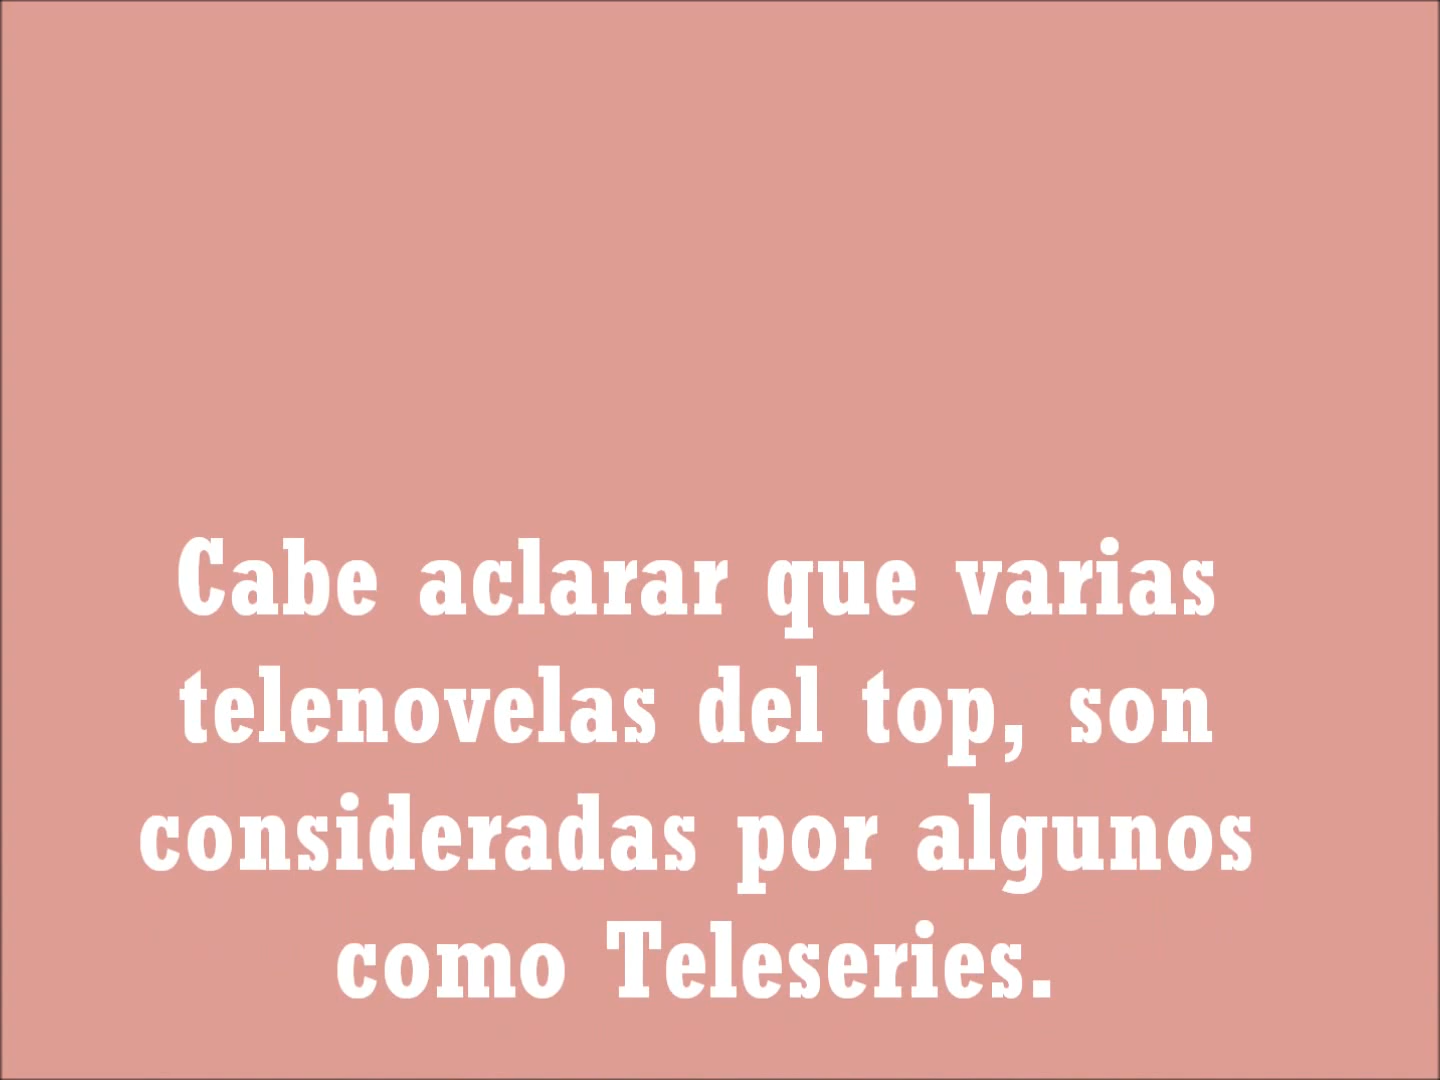 Cabe aclarar que varias
telenovelas del top, son
consideradas por algunos
como Teleseries.